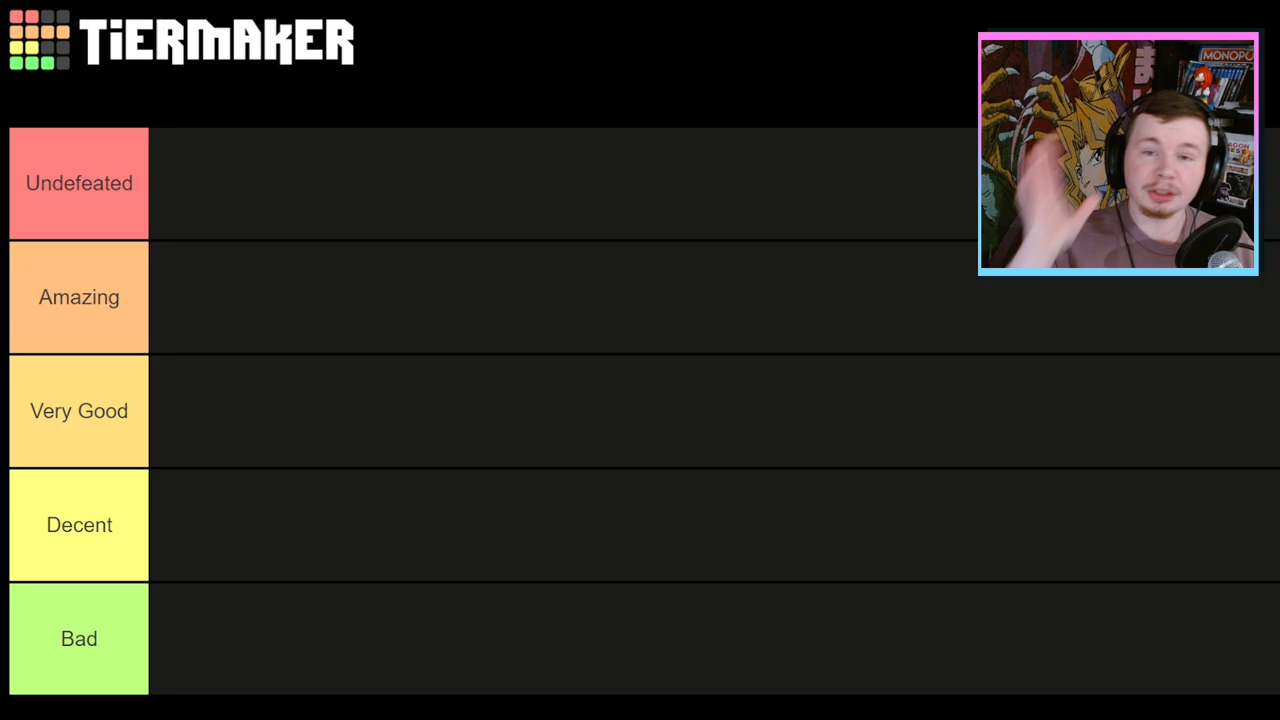 TiERMAKER
MONOPO
Undefeated
Amazing
Very Good
Decent
Bad